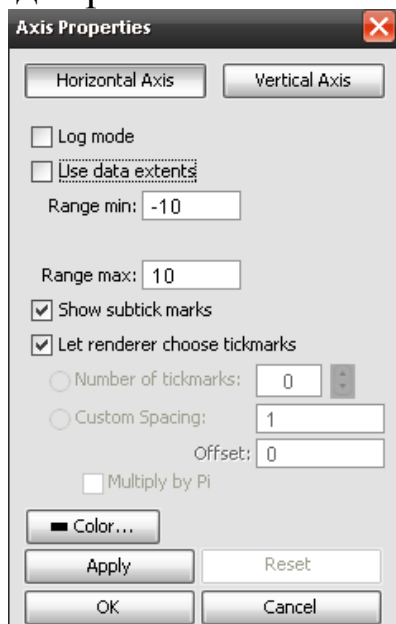 Axis Properties
Horizontal Axis Vertical Axis
Log mode
Use data extents
Range min: -10
Range max: 10
Show subtick marks
Let renderer choose tickmarks
Number of tickmarks: 0
Custom Spacing: 1
Offset: 0
Multiply by Pi
Color...
Apply Reset
OK Cancel